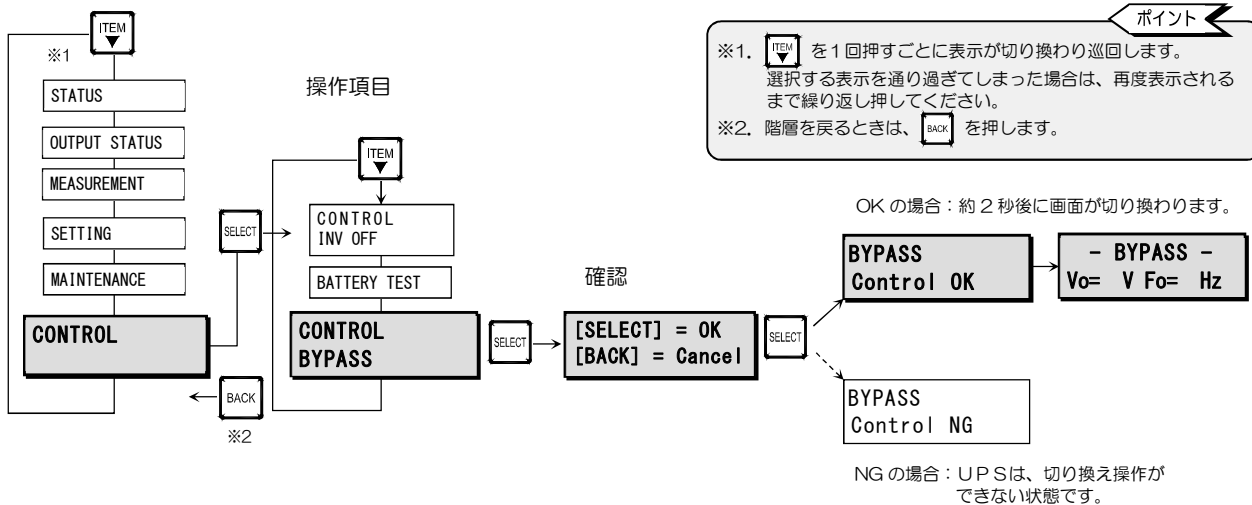 ITEM
※1
STATUS
OUTPUT STATUS
MEASUREMENT
SETTING
MAINTENANCE
CONTROL
SELECT
BACK
※2
操作項目
ITEM
CONTROL
INV OFF
BATTERY TEST
CONTROL
BYPASS
SELECT
確認
[SELECT] = OK
[BACK] = Cancel
SELECT
ポイント
※1. ITEM を1回押すごとに表示が切り換わり巡回します。
選択する表示を通り過ぎてしまった場合は、再度表示される
まで繰り返し押してください。
※2. 階層を戻るときは、 BACK を押します。
OK の場合：約 2 秒後に画面が切り換わります。
BYPASS
Control OK
- BYPASS -
Vo= V Fo= Hz
BYPASS
Control NG
NG の場合：ＵＰＳは、切り換え操作が
できない状態です。